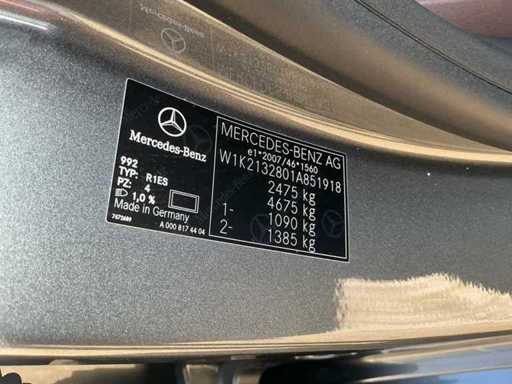 Mercedes-Benz
992
TYP: R1ES
PZ: 4
1,0 %
Made in Germany
7473689
A 000 817 44 04
MERCEDES-BENZ AG
e1*2007/46*1560
W1K2132801A851918
2475 kg
4675 kg
1- 1090 kg
2- 1385 kg